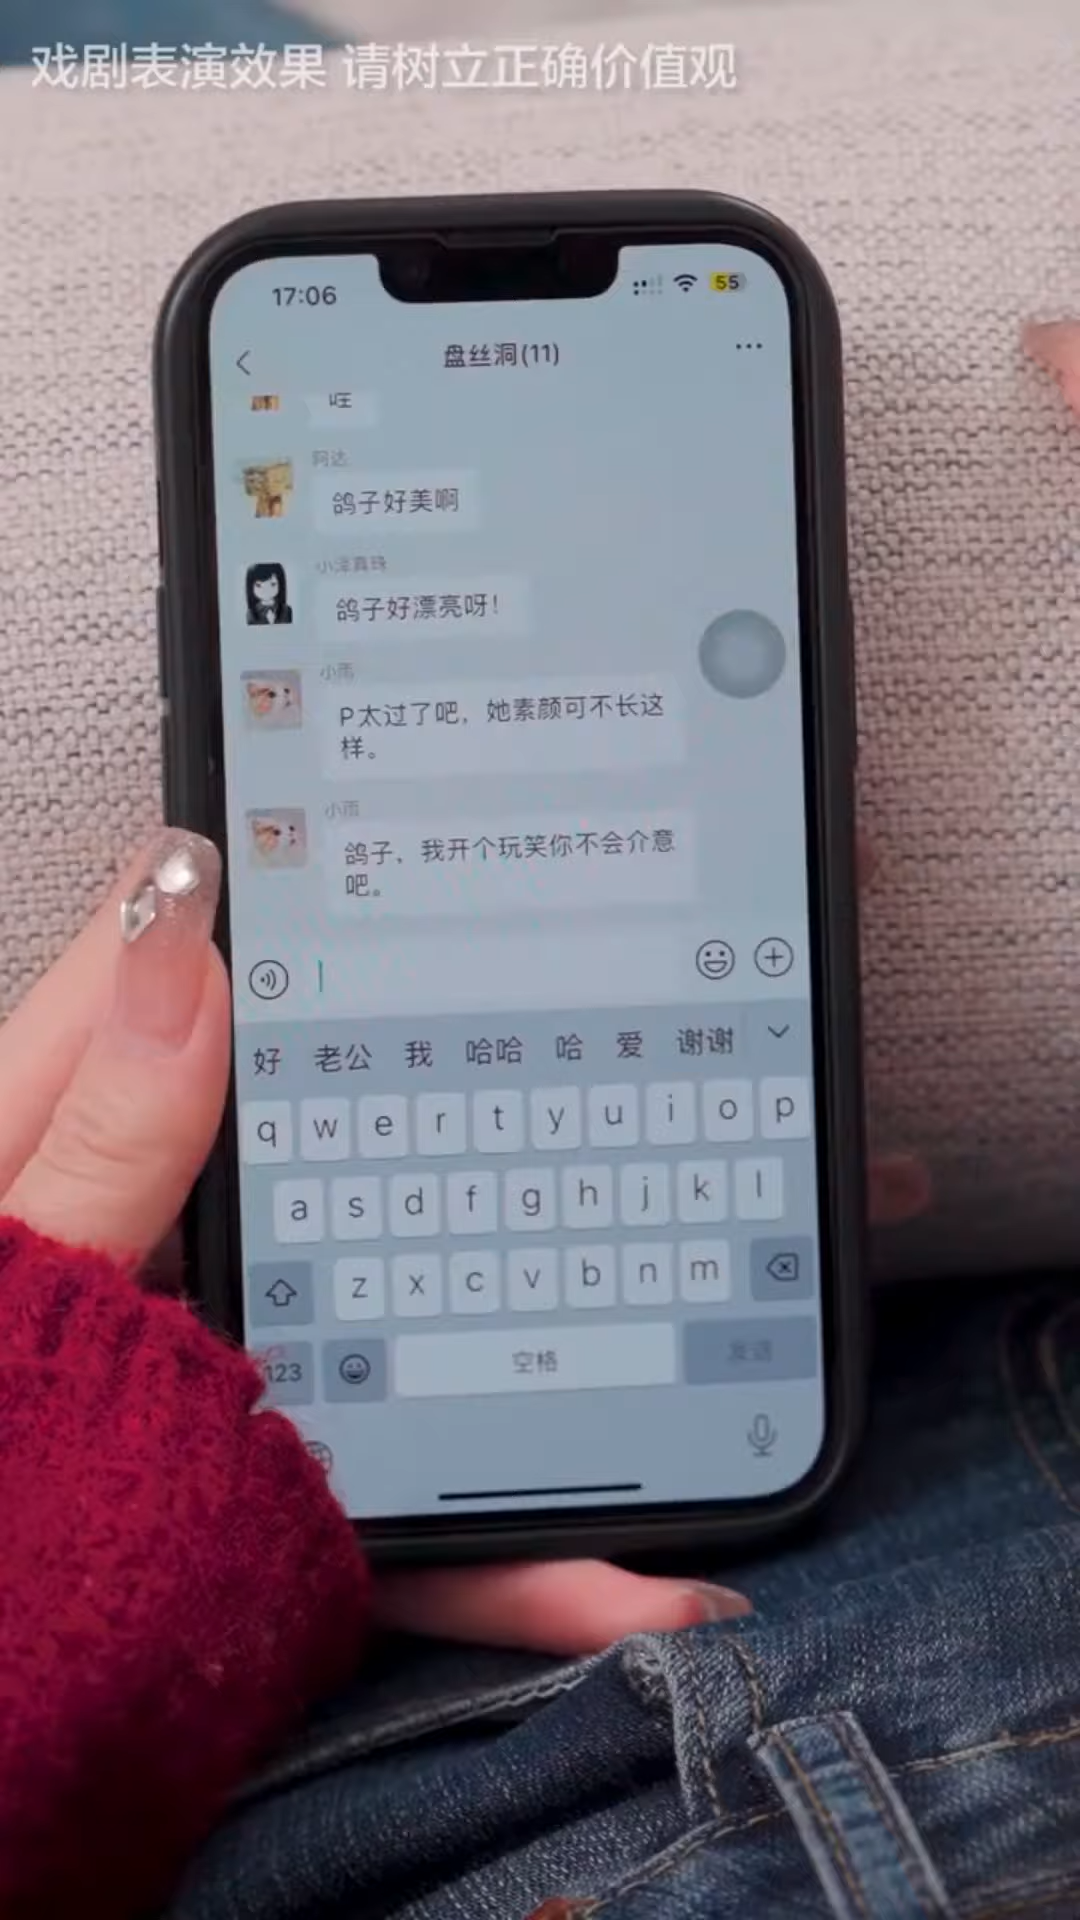 戏剧表演效果 请树立正确价值观
17:06
55
盘丝洞(11)
阿达
鸽子好美啊
小泽真珠
鸽子好漂亮呀!
小雨
P太过了吧，她素颜可不长这
样。
小雨
鸽子、我开个玩笑你不会介意
吧。
好 老公 我 哈哈 哈 爱 谢谢
q w e r t y u i o p
a s d f g h j k l
z x c v b n m
123 空格 发送